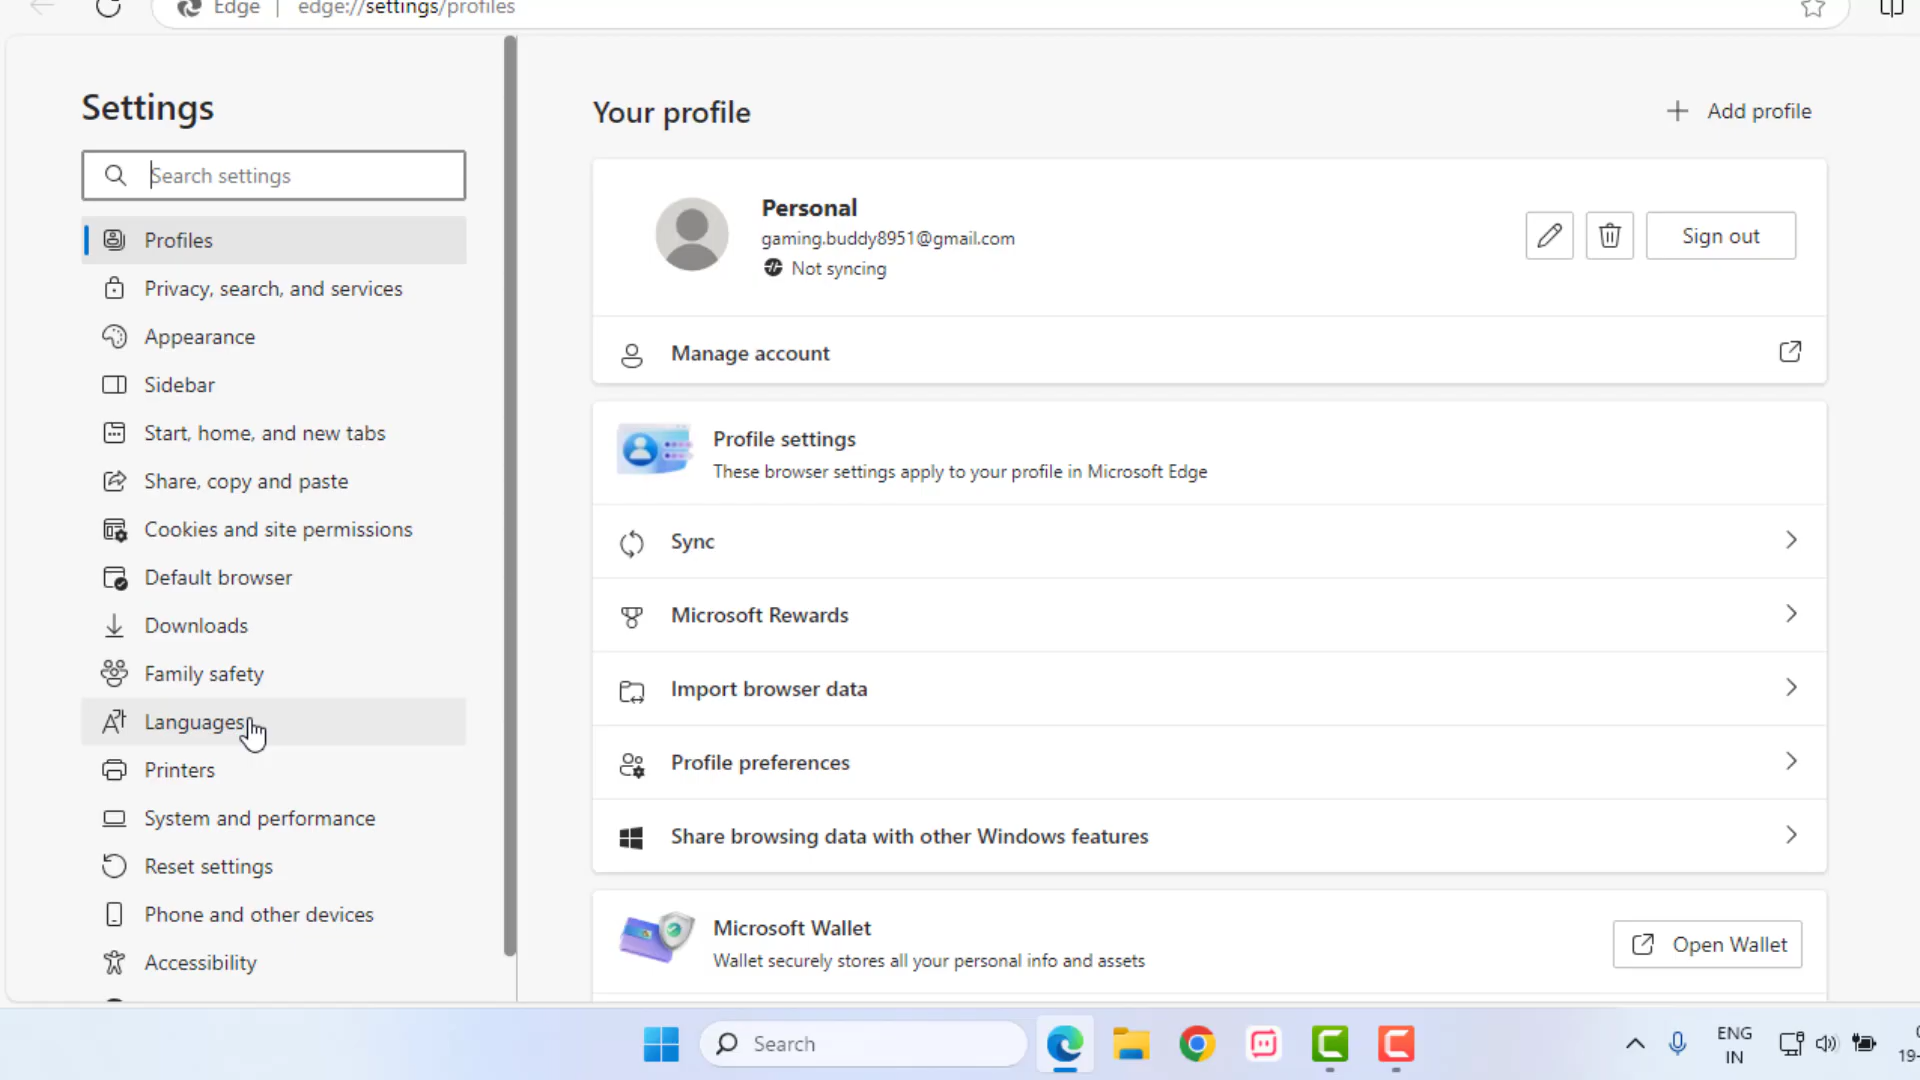 Edge | edge://settings/profiles
Settings
Search settings
Profiles
Privacy, search, and services
Appearance
Sidebar
Start, home, and new tabs
Share, copy and paste
Cookies and site permissions
Default browser
Downloads
Family safety
Languages
Printers
System and performance
Reset settings
Phone and other devices
Accessibility
Your profile
Add profile
Personal
gaming.buddy8951@gmail.com
Not syncing
Sign out
Manage account
Profile settings
These browser settings apply to your profile in Microsoft Edge
Sync
Microsoft Rewards
Import browser data
Profile preferences
Share browsing data with other Windows features
Microsoft Wallet
Wallet securely stores all your personal info and assets
Open Wallet
Search
ENG
IN
19-